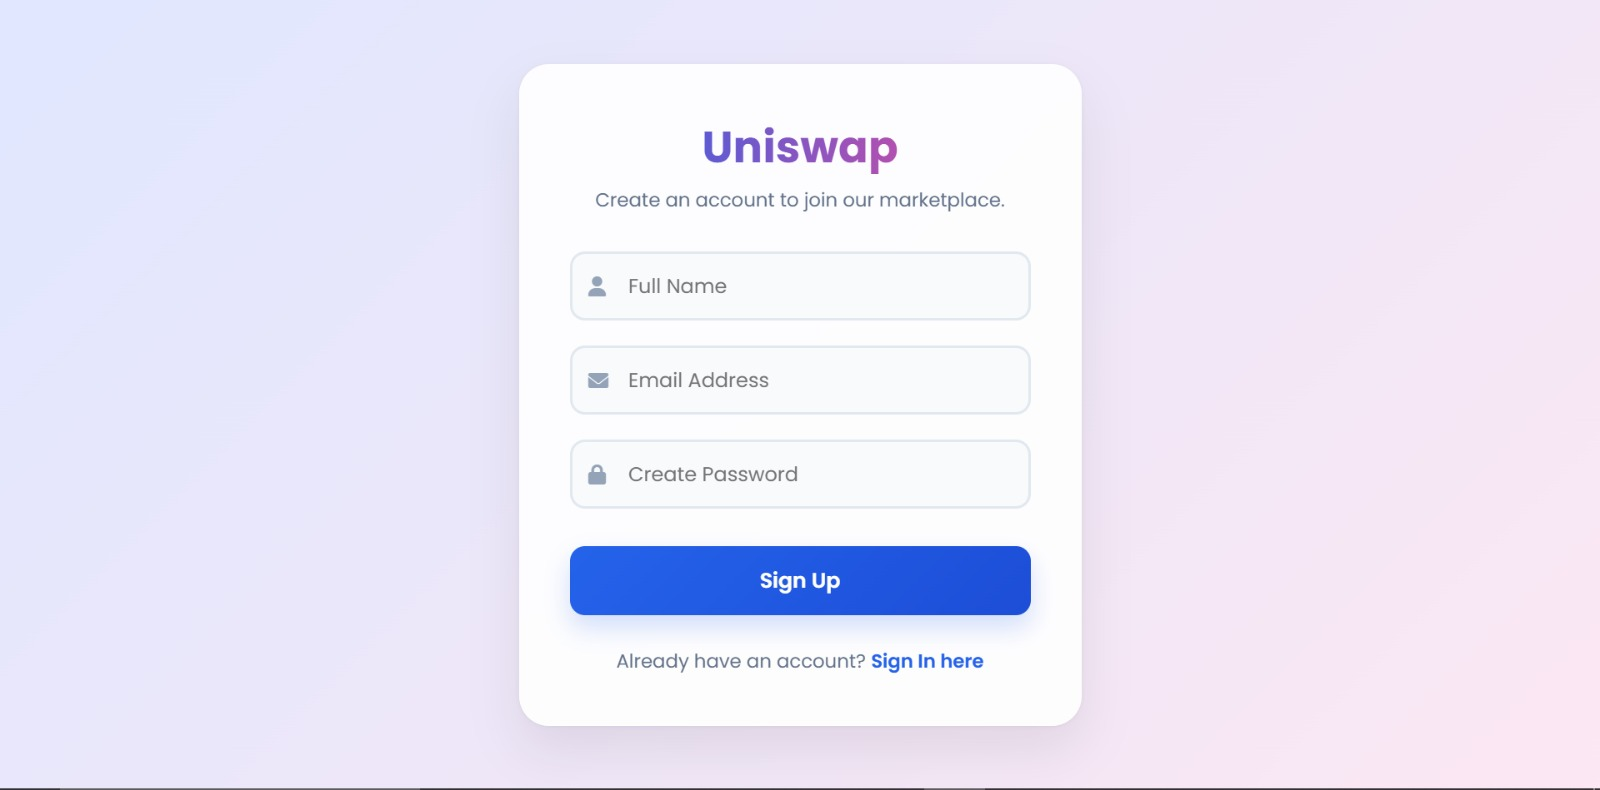 Uniswap
Create an account to join our marketplace.
Full Name
Email Address
Create Password
Sign Up
Already have an account? Sign In here